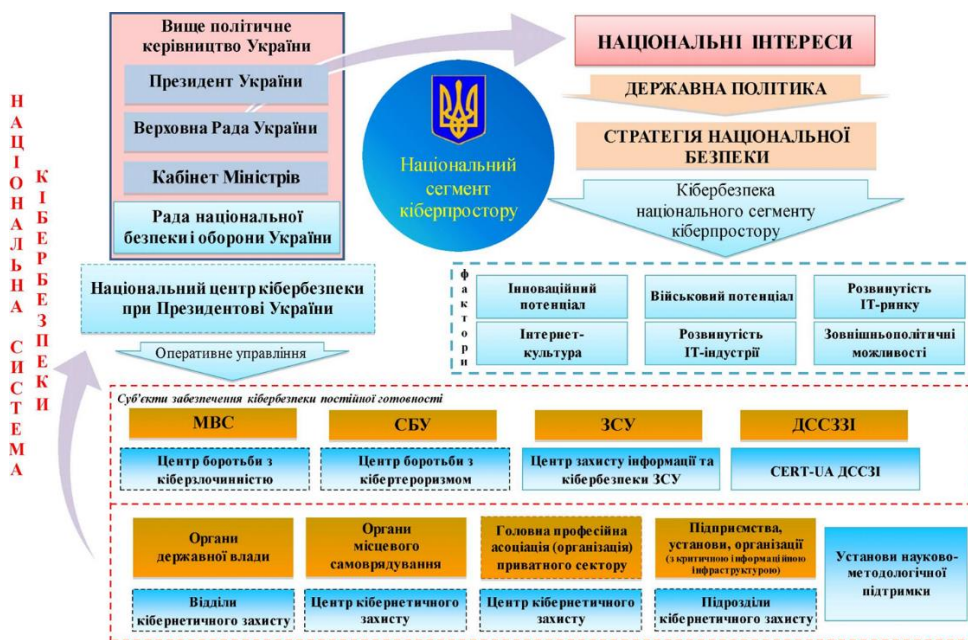 НАЦІОНАЛЬНА СИСТЕМА
КІБЕРБЕЗПЕКИ
Вище політичне
керівництво України
Президент України
Верховна Рада України
Кабінет Міністрів
Рада національної
безпеки і оборони України
Національний центр кібербезпеки
при Президентові України
Оперативне управління
Національний
сегмент
кіберпростору
НАЦІОНАЛЬНІ ІНТЕРЕСИ
ДЕРЖАВНА ПОЛІТИКА
СТРАТЕГІЯ НАЦІОНАЛЬНОЇ
БЕЗПЕКИ
Кібербезпека
національного сегменту
кіберпростору
фактори
Інноваційний
потенціал
Військовий потенціал
Розвинутість
ІТ-ринку
Інтернет-
культура
Розвинутість
ІТ-індустрії
Зовнішньополітичні
можливості
Суб'єкти забезпечення кібербезпеки постійної готовності
МВС
СБУ
ЗСУ
ДССЗЗІ
Центр боротьби з
кіберзлочинністю
Центр боротьби з
кібертероризмом
Центр захисту інформації та
кібербезпеки ЗСУ
CERT-UA ДССЗІ
Органи
державної влади
Органи
місцевого
самоврядування
Головна професійна
асоціація (організація)
приватного сектору
Підприємства,
установи, організації
(з критичною інформаційною
інфраструктурою)
Установи науково-
методологічної
підтримки
Відділи
кібернетичного захисту
Центр кібернетичного
захисту
Центр кібернетичного
захисту
Підрозділи
кібернетичного захисту